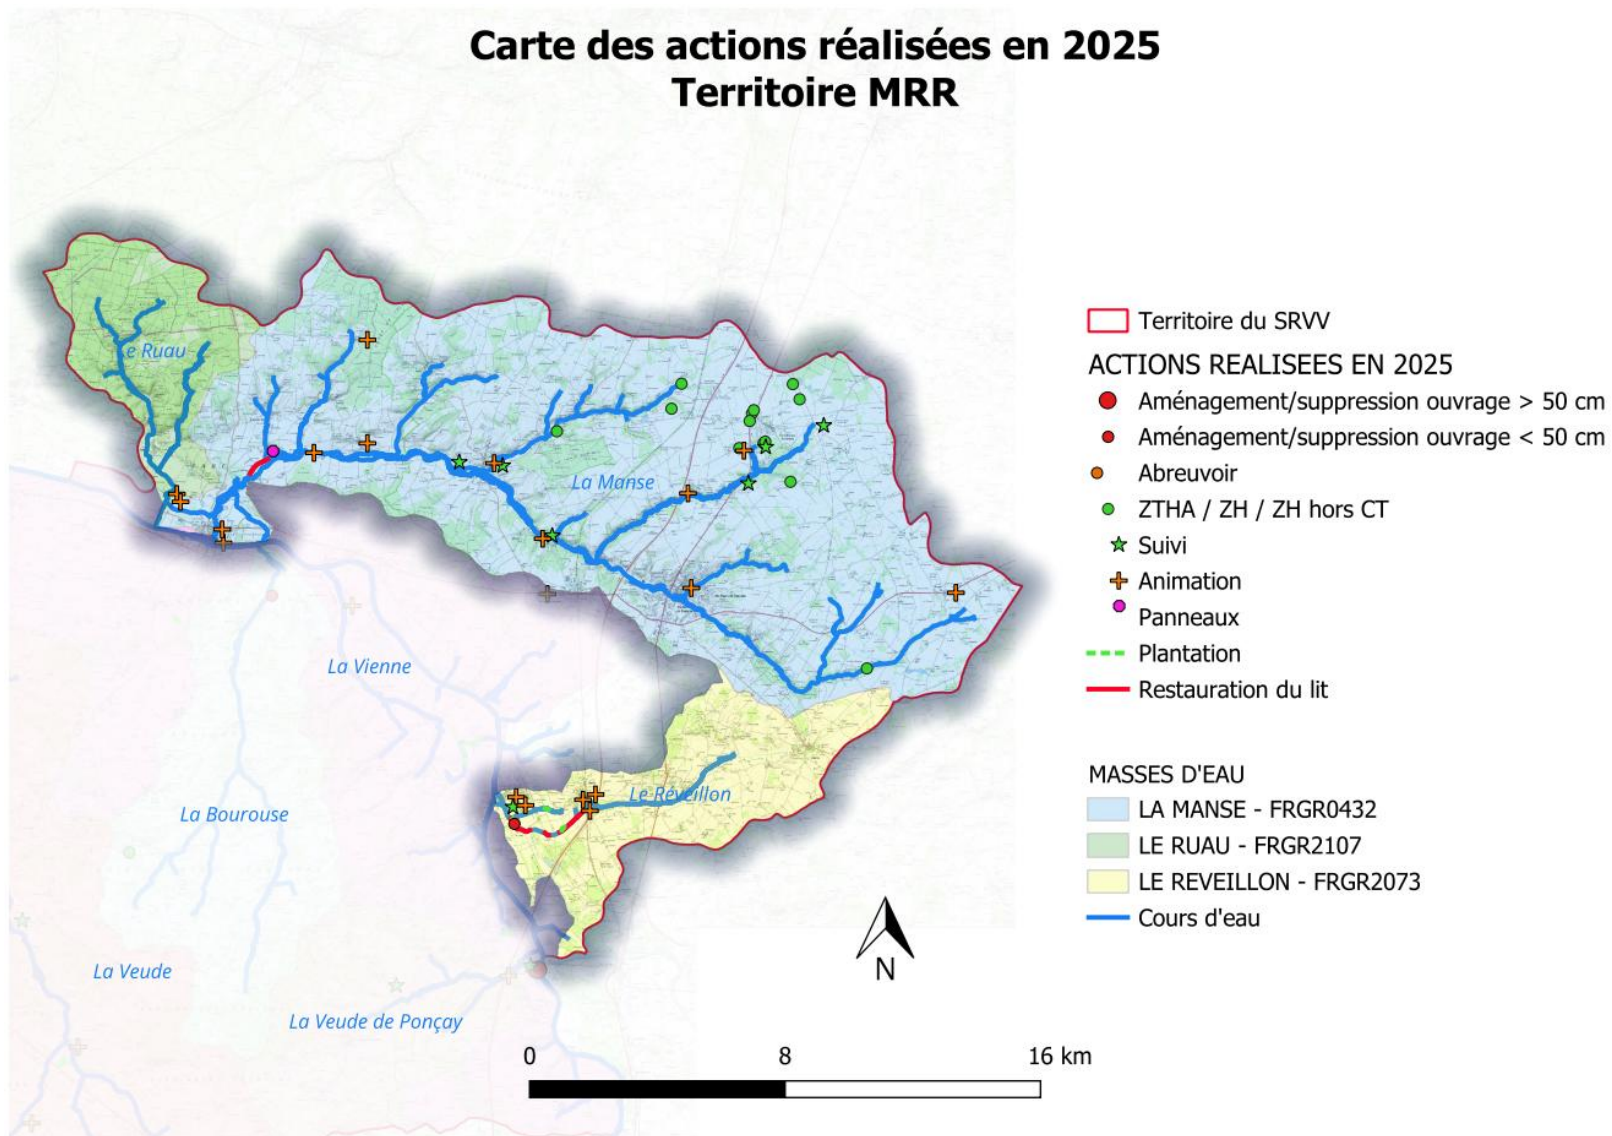 Carte des actions réalisées en 2025
Territoire MRR
e Ruau
La Manse
La Vienne
Le Réveillon
La Bourouse
La Veude
La Veude de Ponçay
Territoire du SRVV
ACTIONS REALISEES EN 2025
Aménagement/suppression ouvrage > 50 cm
Aménagement/suppression ouvrage < 50 cm
Abreuvoir
ZTHA / ZH / ZH hors CT
Suivi
Animation
Panneaux
Plantation
Restauration du lit
MASSES D'EAU
LA MANSE - FRGR0432
LE RUAU - FRGR2107
LE REVEILLON - FRGR2073
Cours d'eau
N
0 8 16 km